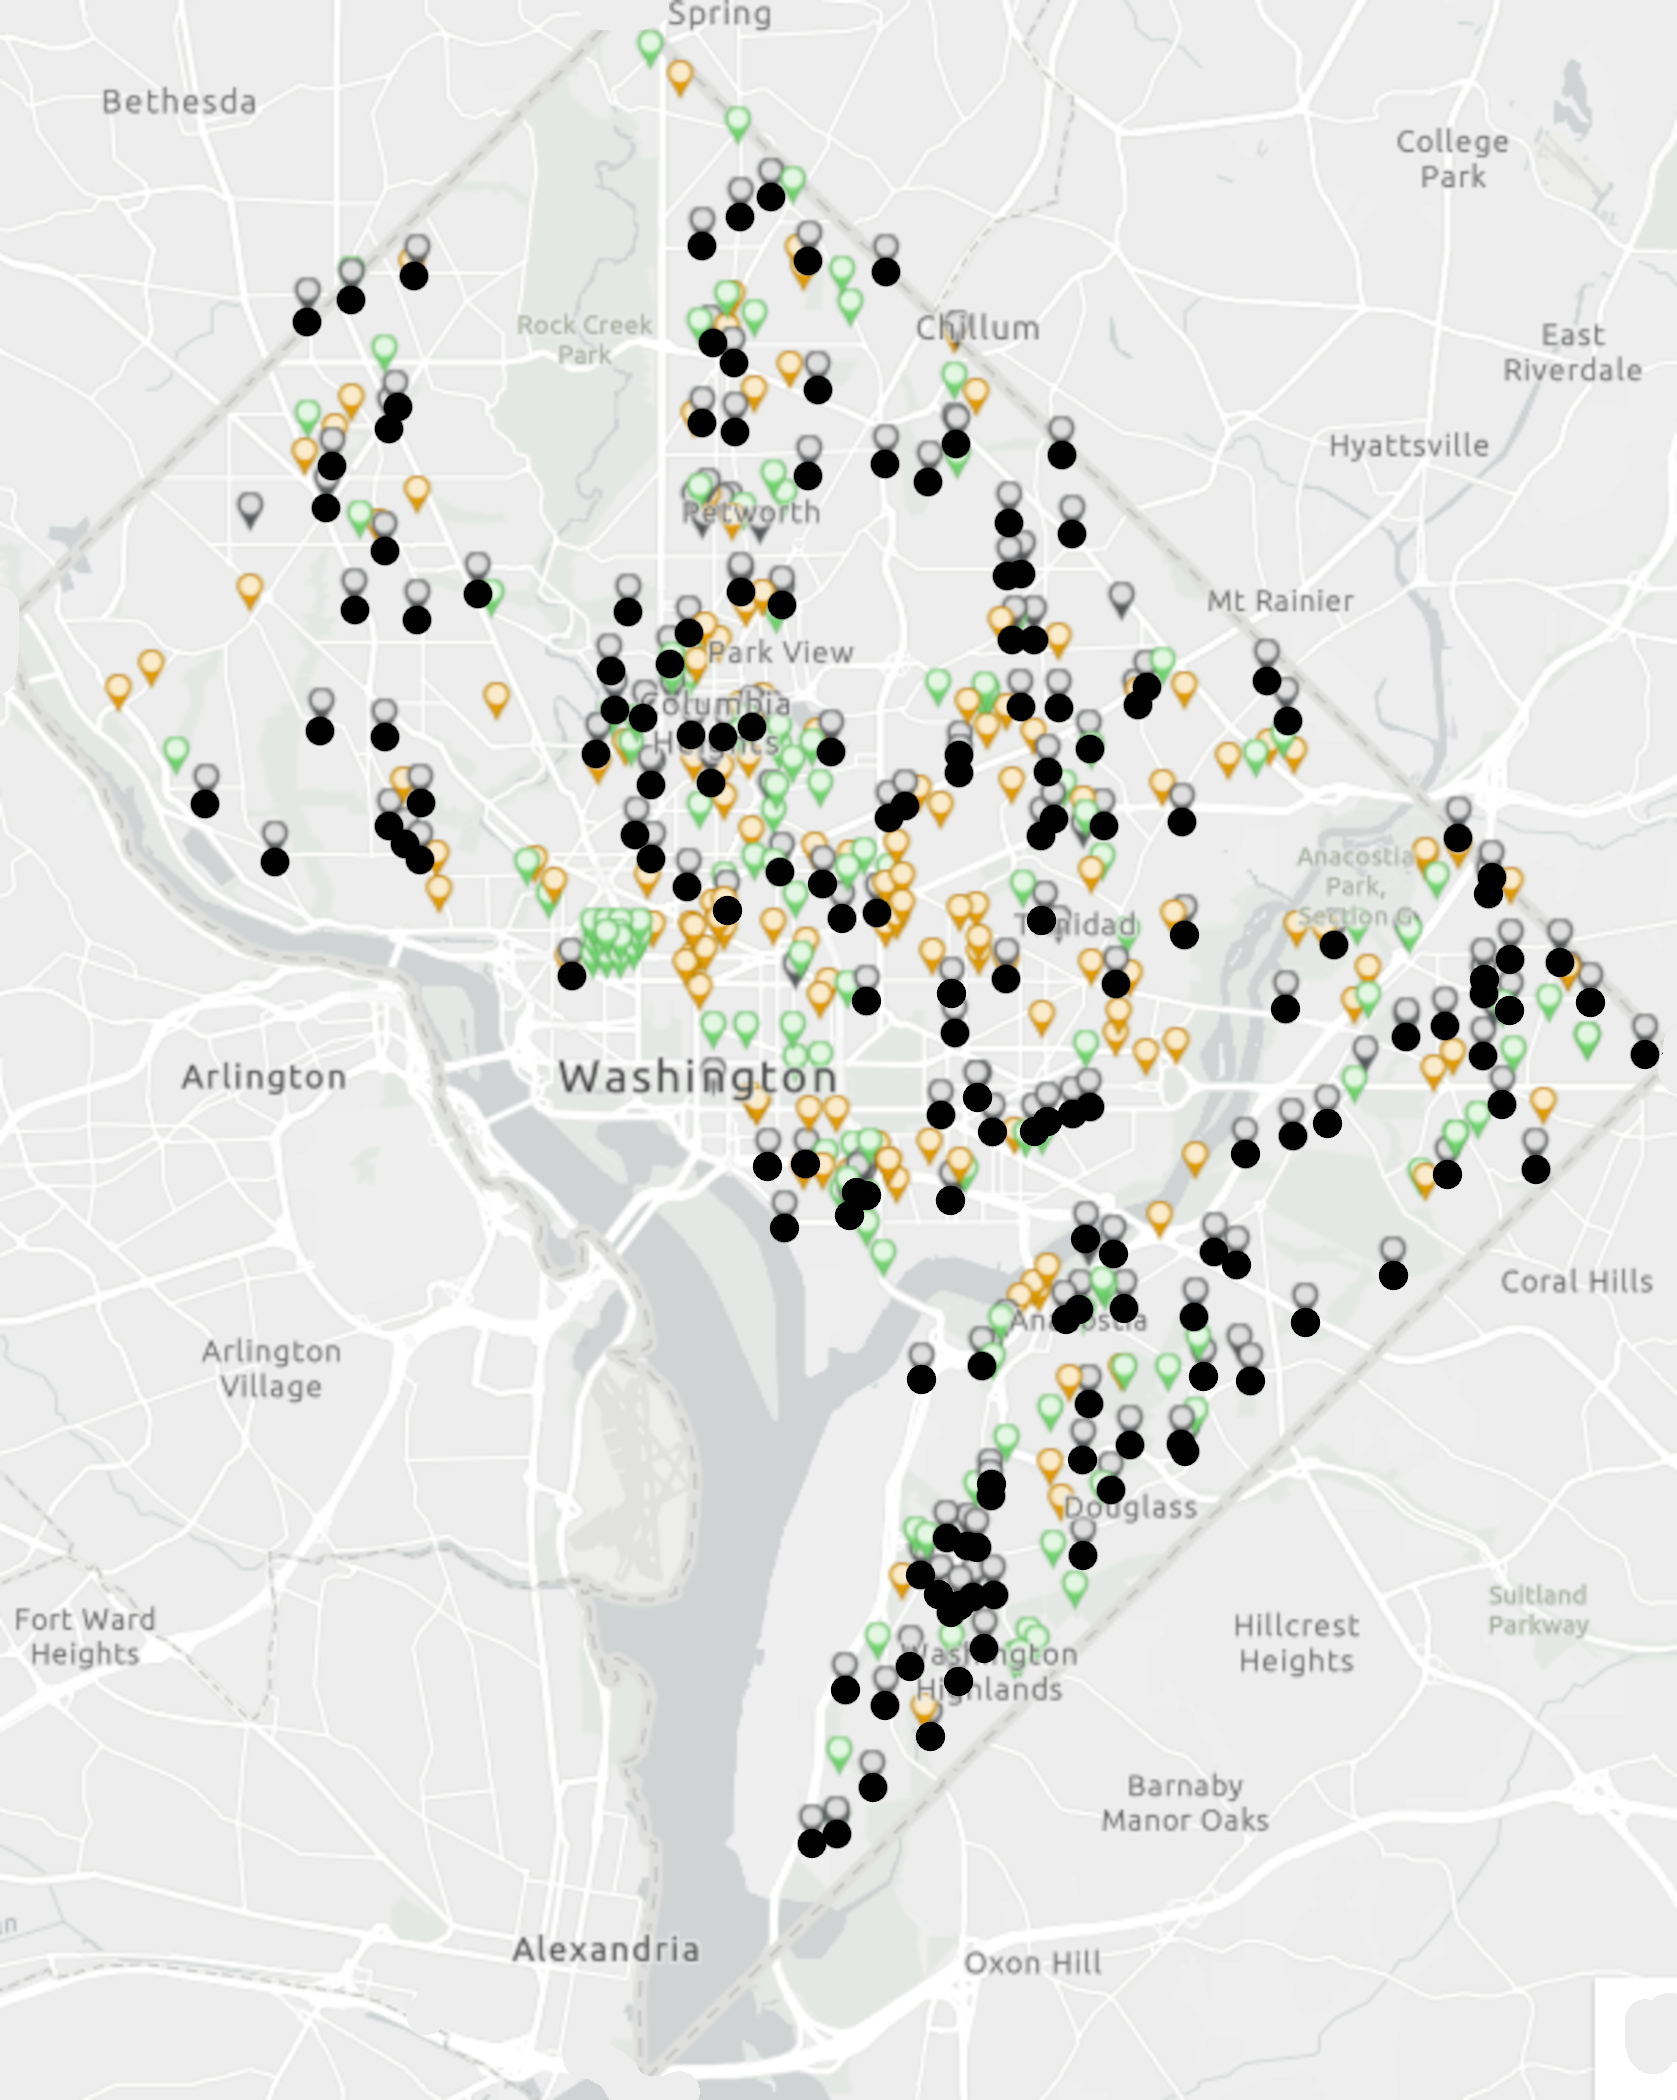 Spring
Bethesda
College
Park
Rock Creek
Park
Chillum
East
Riverdale
Hyattsville
Petworth
Mt Rainier
Park View
Columbia
Heights
Anacostia
Park,
Section G
Trinidad
Washington
Arlington
Coral Hills
Anacostia
Arlington
Village
Douglass
Suitland
Parkway
Fort Ward
Heights
Hillcrest
Heights
Washington
Highlands
Barnaby
Manor Oaks
Alexandria
Oxon Hill